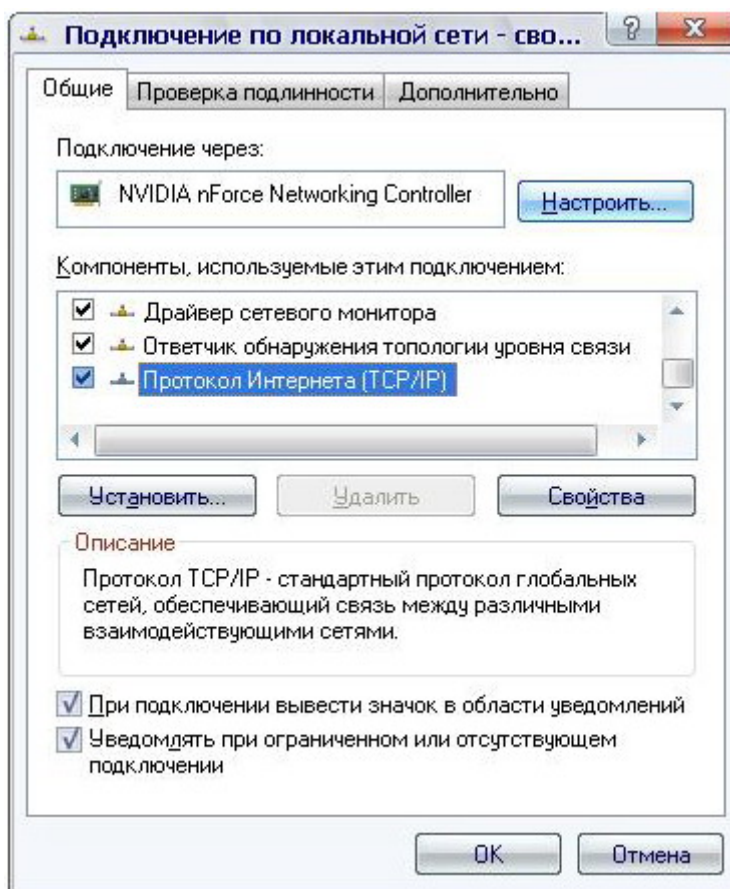 Подключение по локальной сети - сво...
?
Общие Проверка подлинности Дополнительно
Подключение через:
NVIDIA nForce Networking Controller
Настроить...
Компоненты, используемые этим подключением:
Драйвер сетевого монитора
Ответчик обнаружения топологии уровня связи
Протокол Интернета (TCP/IP)
Установить... Удалить Свойства
Описание
Протокол TCP/IP - стандартный протокол глобальных
сетей, обеспечивающий связь между различными
взаимодействующими сетями.
При подключении вывести значок в области уведомлений
Уведомлять при ограниченном или отсутствующем
подключении
OK Отмена